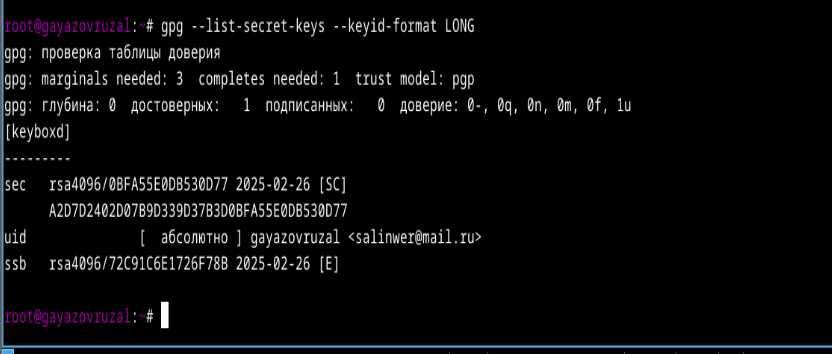 root@gayazovruzal:~# gpg --list-secret-keys --keyid-format LONG
gpg: проверка таблицы доверия
gpg: marginals needed: 3  completes needed: 1  trust model: pgp
gpg: глубина: 0  достоверных:   1  подписанных:   0  доверие: 0-, 0q, 0n, 0m, 0f, 1u
[keyboxd]
---------
sec   rsa4096/0BFA55E0DB530D77 2025-02-26 [SC]
      A2D7D2402D07B9D339D37B3D0BFA55E0DB530D77
uid              [  абсолютно ] gayazovruzal <salinwer@mail.ru>
ssb   rsa4096/72C91C6E1726F78B 2025-02-26 [E]
root@gayazovruzal:~#